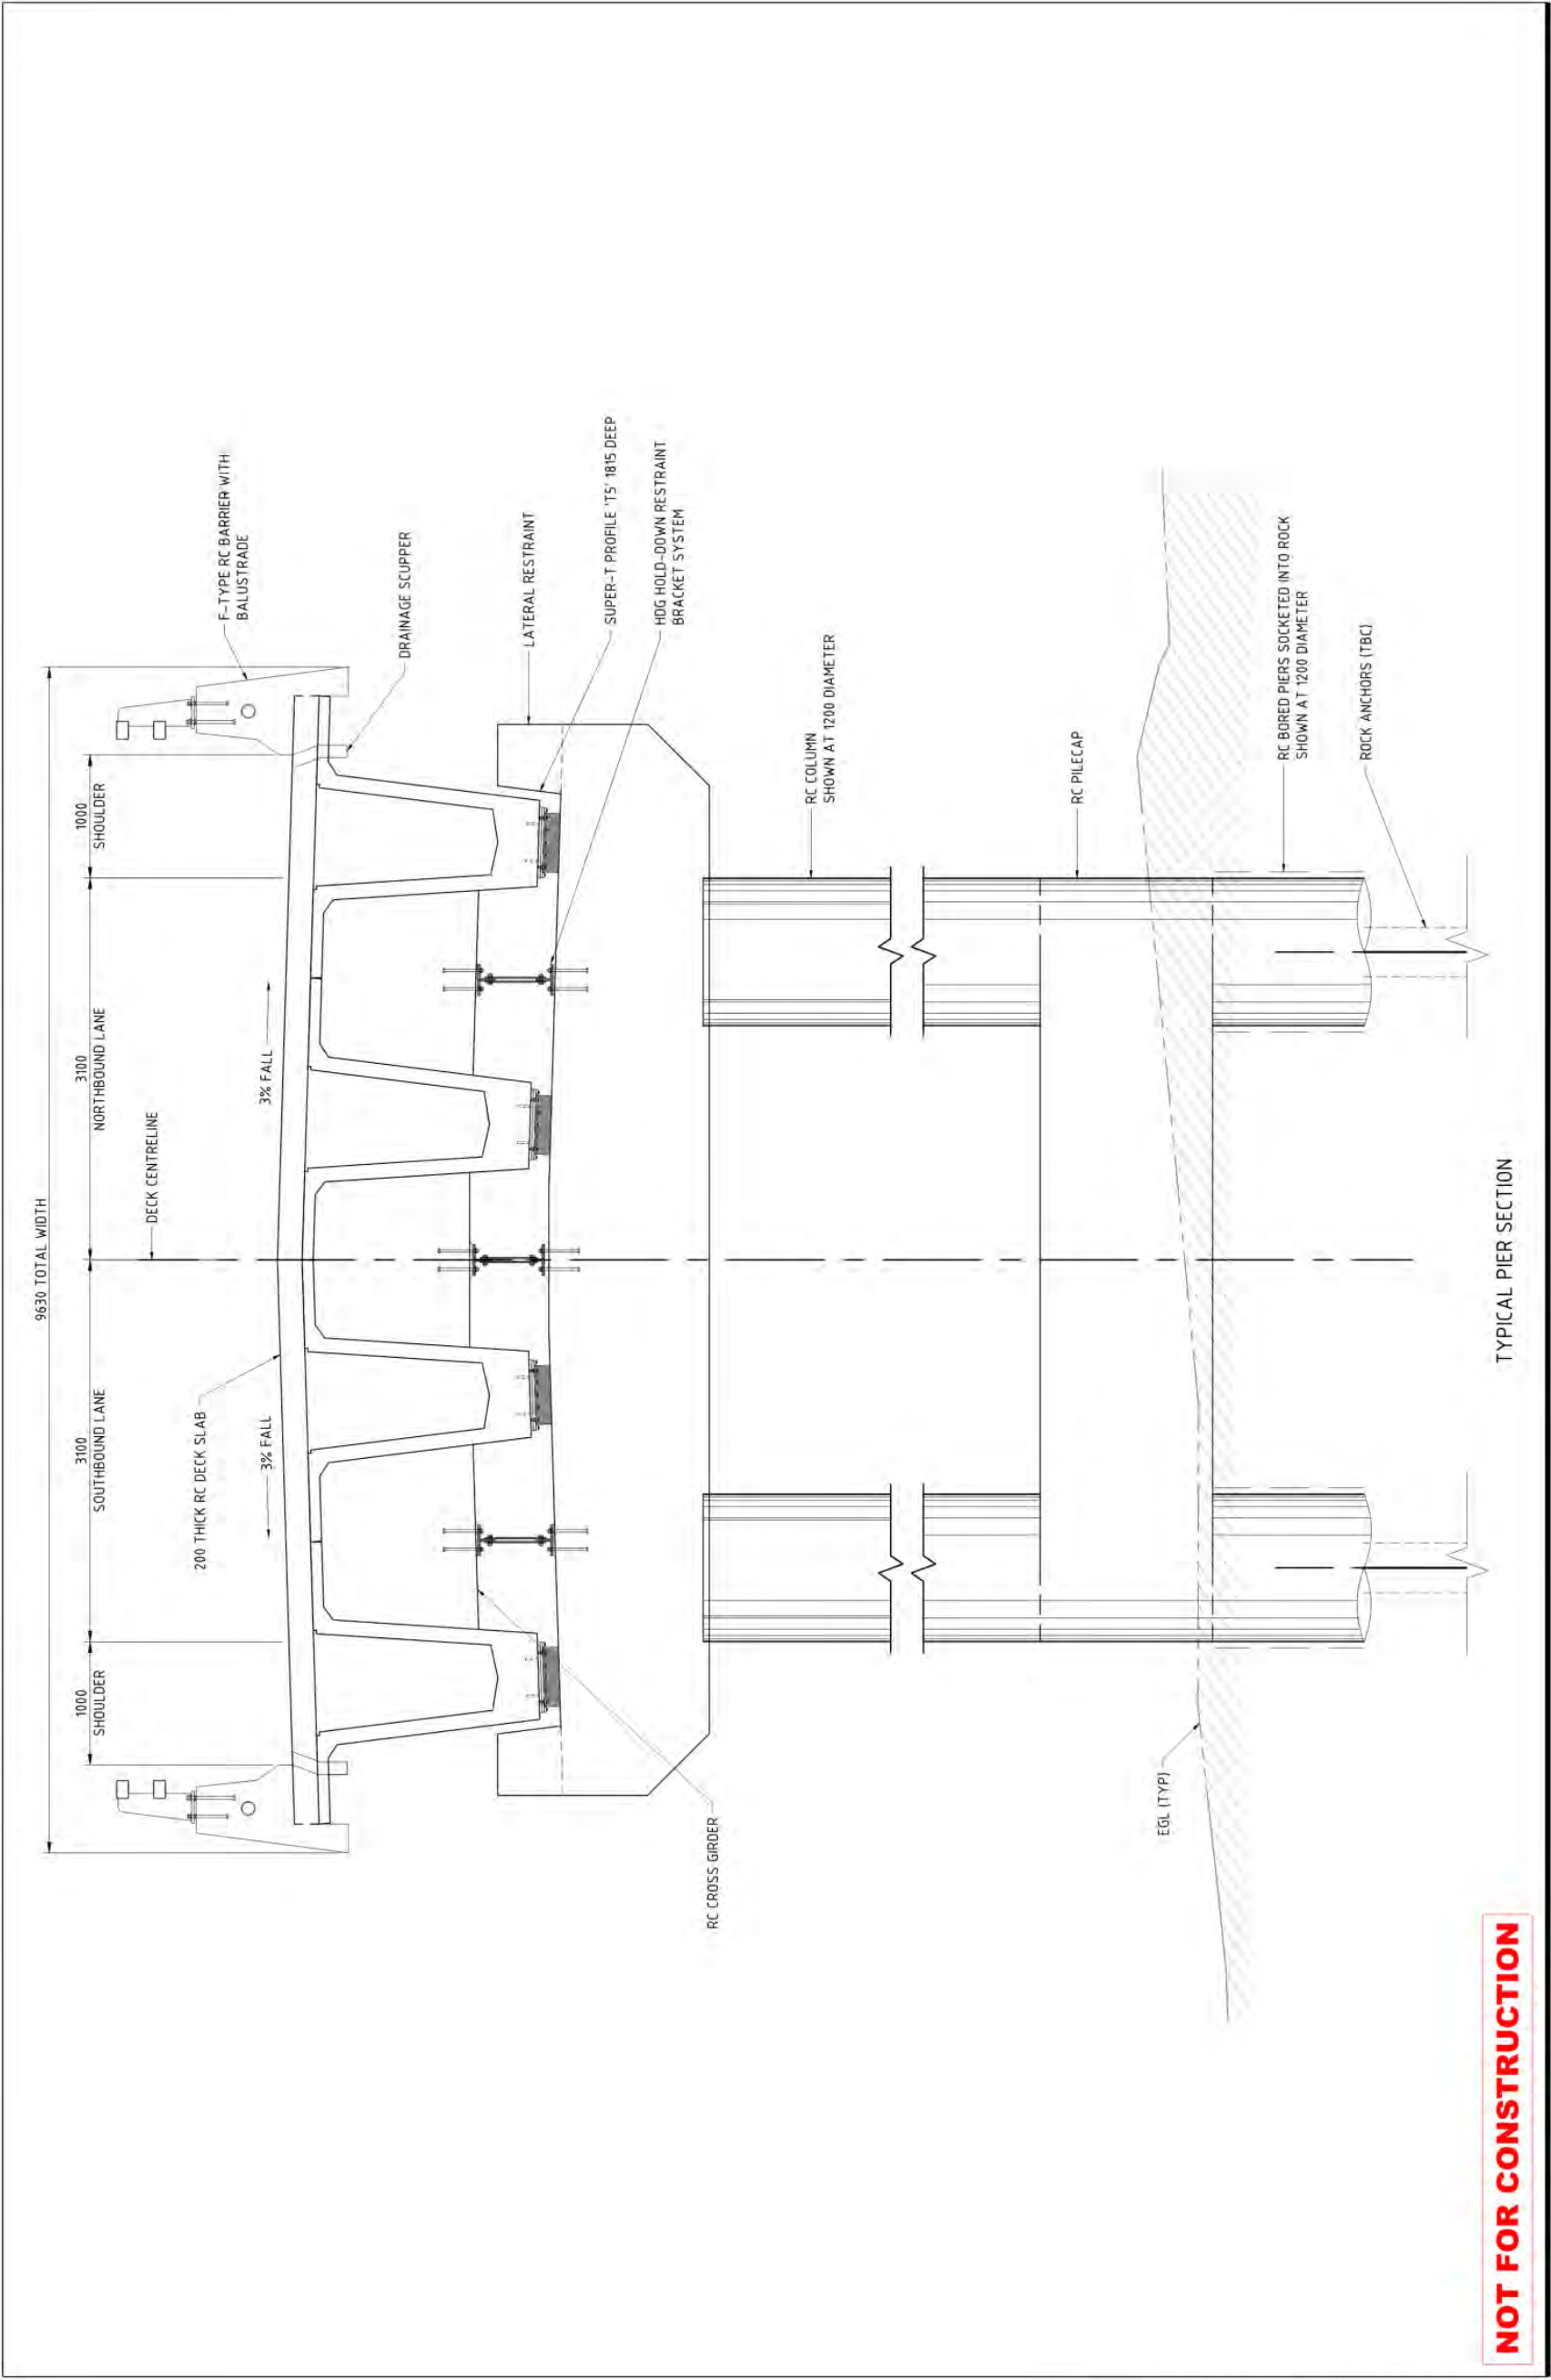 9630 TOTAL WIDTH
1000
SHOULDER
3100
SOUTHBOUND LANE
3100
NORTHBOUND LANE
1000
SHOULDER
DECK CENTRELINE
200 THICK RC DECK SLAB
3% FALL
3% FALL
F-TYPE RC BARRIER WITH
BALUSTRADE
DRAINAGE SCUPPER
LATERAL RESTRAINT
SUPER-T PROFILE 'T5' 1815 DEEP
HDG HOLD-DOWN RESTRAINT
BRACKET SYSTEM
RC CROSS GIRDER
RC COLUMN
SHOWN AT 1200 DIAMETER
RC PILECAP
EGL (TYP)
RC BORED PIERS SOCKETED INTO ROCK
SHOWN AT 1200 DIAMETER
ROCK ANCHORS (TBC)
TYPICAL PIER SECTION
NOT FOR CONSTRUCTION